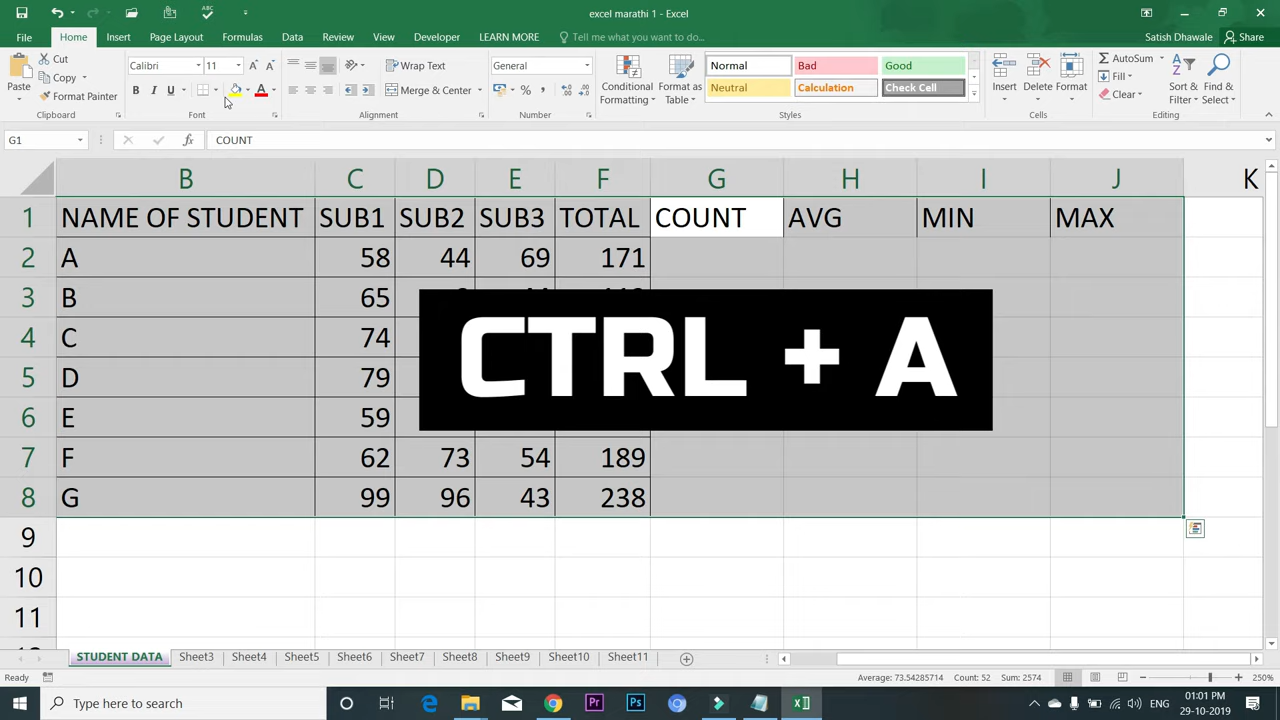 excel marathi 1 - Excel
File Home Insert Page Layout Formulas Data Review View Developer LEARN MORE Tell me what you want to do... Satish Dhawale Share
Paste Cut Copy Format Painter Clipboard
Calibri 11 B I U A A A Font
Wrap Text Merge & Center Alignment
General % , Number
Conditional Formatting Format as Table Normal Bad Good Neutral Calculation Check Cell Styles
Insert Delete Format Cells
AutoSum Fill Clear Sort & Filter Find & Select Editing
G1 fx COUNT
B C D E F G H I J K
1 NAME OF STUDENT SUB1 SUB2 SUB3 TOTAL COUNT AVG MIN MAX
2 A 58 44 69 171
3 B 65
4 C 74
CTRL + A
5 D 79
6 E 59
7 F 62 73 54 189
8 G 99 96 43 238
9
10
11
STUDENT DATA Sheet3 Sheet4 Sheet5 Sheet6 Sheet7 Sheet8 Sheet9 Sheet10 Sheet11
Ready Average: 73.54285714 Count: 52 Sum: 2574 250%
Type here to search Pr Ps ENG 01:01 PM
29-10-2019